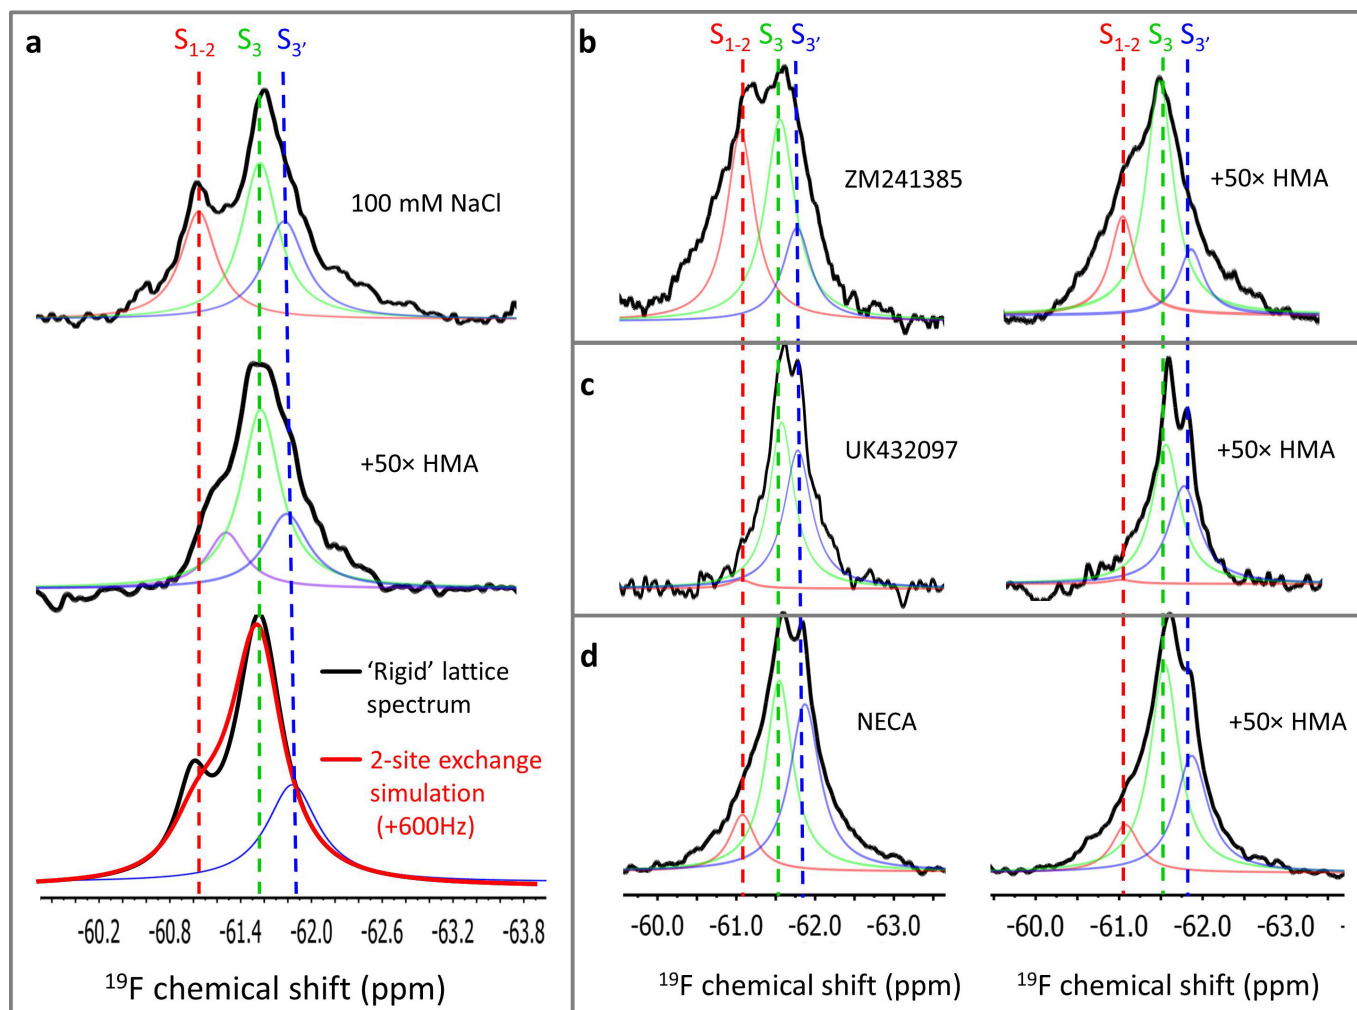 a
S1-2 S3 S3'
100 mM NaCl
+50× HMA
'Rigid' lattice
spectrum
2-site exchange
simulation
(+600Hz)
-60.2 -60.8 -61.4 -62.0 -62.6 -63.2 -63.8
19F chemical shift (ppm)
b
S1-2 S3 S3'
ZM241385
S1-2 S3 S3'
+50× HMA
c
UK432097
+50× HMA
d
NECA
+50× HMA
-60.0 -61.0 -62.0 -63.0
-60.0 -61.0 -62.0 -63.0 -
19F chemical shift (ppm)
19F chemical shift (ppm)